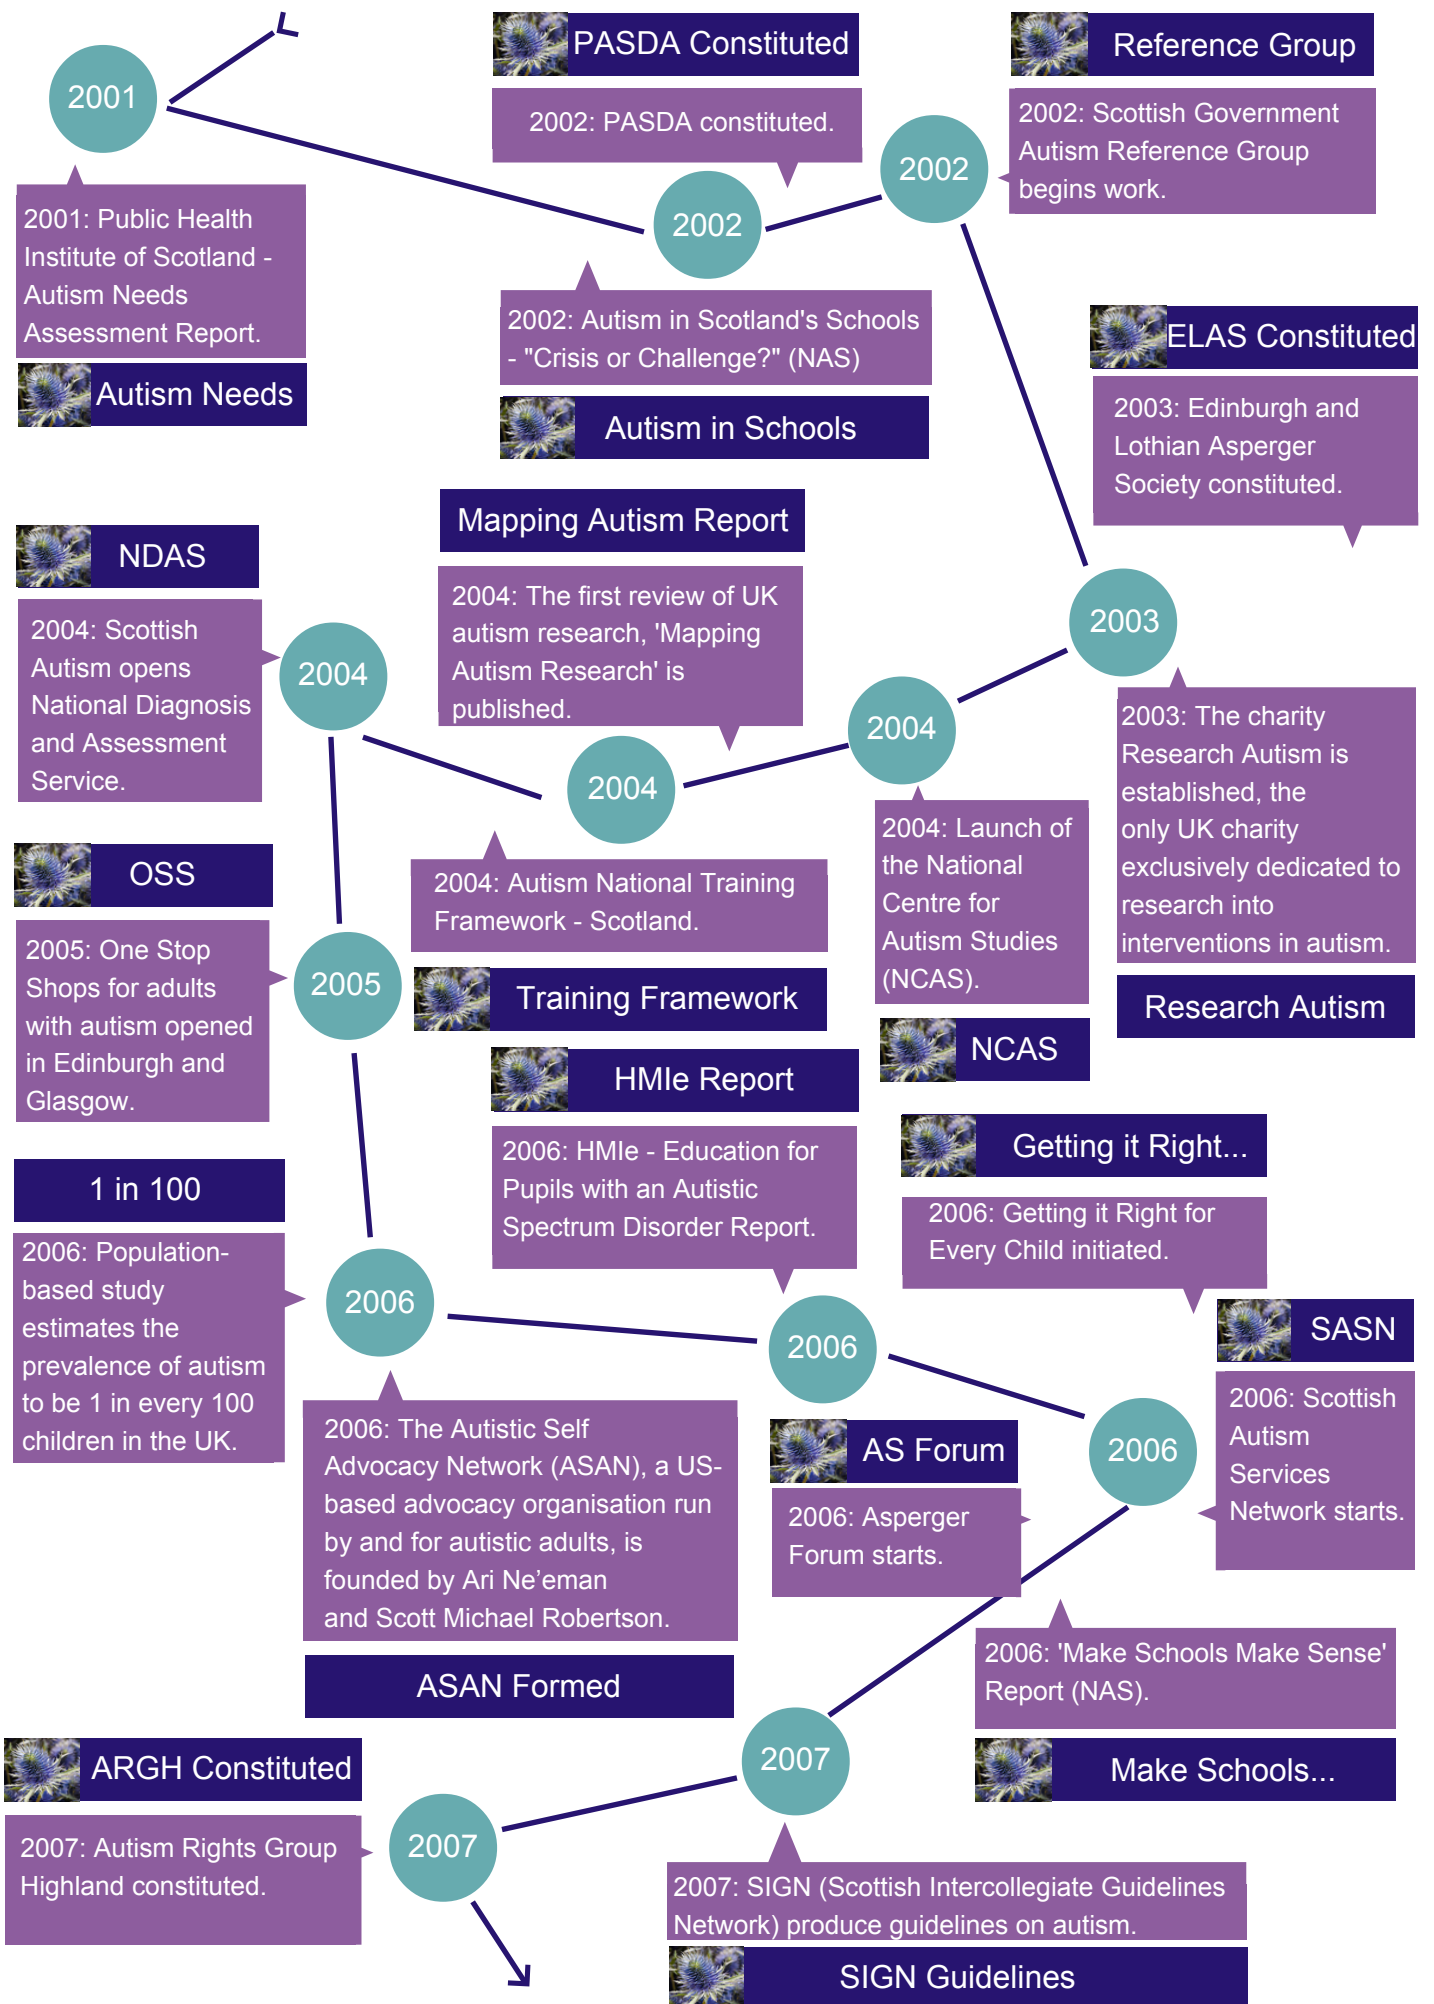 2001
2001: Public Health
Institute of Scotland -
Autism Needs
Assessment Report.
Autism Needs
PASDA Constituted
2002: PASDA constituted.
2002
2002: Autism in Scotland's Schools
- "Crisis or Challenge?" (NAS)
Autism in Schools
Reference Group
2002: Scottish Government
Autism Reference Group
begins work.
2002
ELAS Constituted
2003: Edinburgh and
Lothian Asperger
Society constituted.
2003
2003: The charity
Research Autism is
established, the
only UK charity
exclusively dedicated to
research into
interventions in autism.
Research Autism
2004
2004: Launch of
the National
Centre for
Autism Studies
(NCAS).
NCAS
Mapping Autism Report
2004: The first review of UK
autism research, 'Mapping
Autism Research' is
published.
2004
2004: Autism National Training
Framework - Scotland.
Training Framework
NDAS
2004: Scottish
Autism opens
National Diagnosis
and Assessment
Service.
2004
OSS
2005: One Stop
Shops for adults
with autism opened
in Edinburgh and
Glasgow.
2005
1 in 100
2006: Population-
based study
estimates the
prevalence of autism
to be 1 in every 100
children in the UK.
2006
2006: The Autistic Self
Advocacy Network (ASAN), a US-
based advocacy organisation run
by and for autistic adults, is
founded by Ari Ne’eman
and Scott Michael Robertson.
ASAN Formed
HMIe Report
2006: HMIe - Education for
Pupils with an Autistic
Spectrum Disorder Report.
2006
Getting it Right...
2006: Getting it Right for
Every Child initiated.
SASN
2006: Scottish
Autism
Services
Network starts.
2006
AS Forum
2006: Asperger
Forum starts.
2006: 'Make Schools Make Sense'
Report (NAS).
Make Schools...
2007
2007: SIGN (Scottish Intercollegiate Guidelines
Network) produce guidelines on autism.
SIGN Guidelines
ARGH Constituted
2007: Autism Rights Group
Highland constituted.
2007